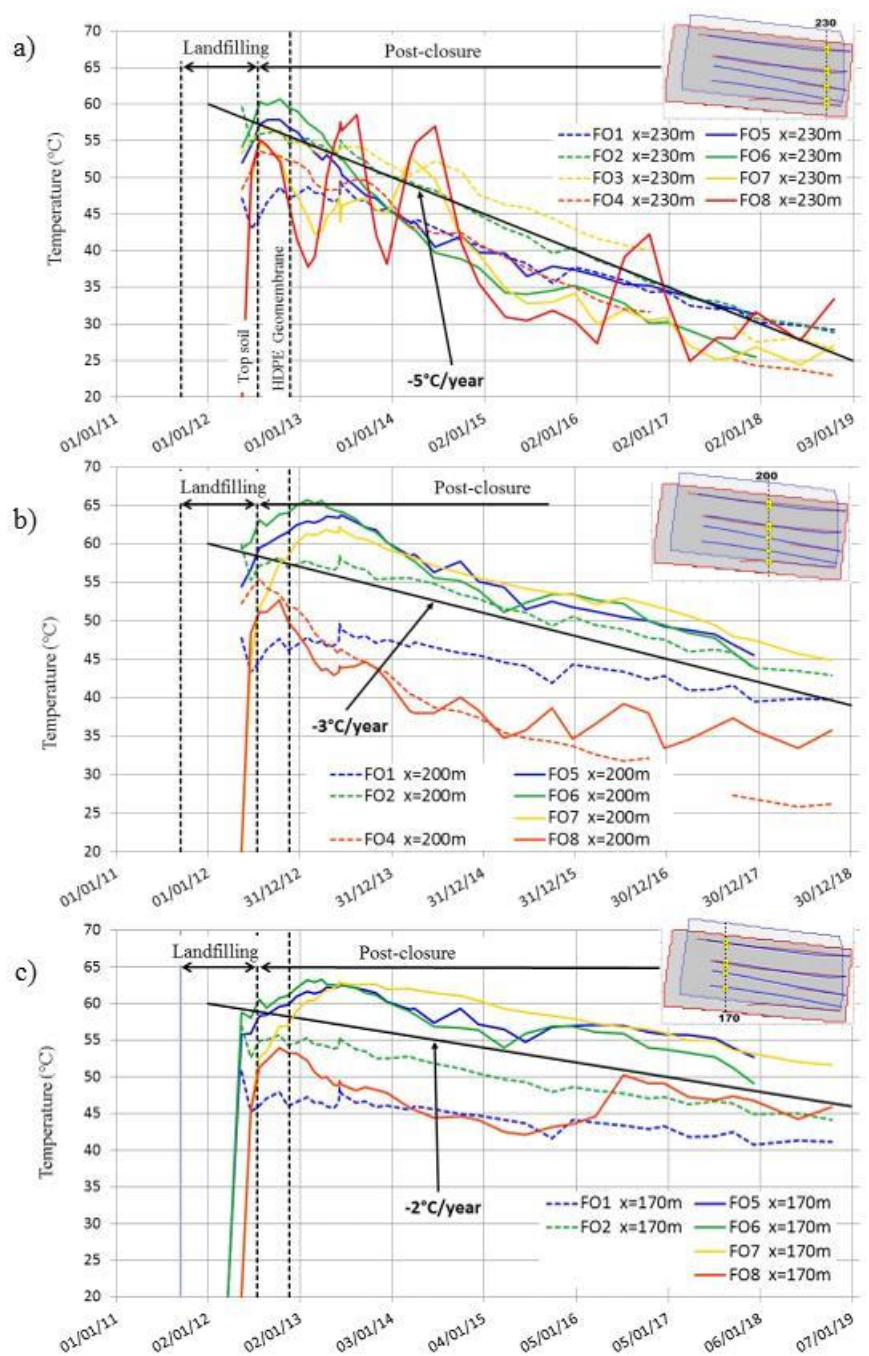 a)
Landfilling
Post-closure
230
Temperature (°C)
70
65
60
55
50
45
40
35
30
25
20
FO1 x=230m
FO5 x=230m
FO2 x=230m
FO6 x=230m
FO3 x=230m
FO7 x=230m
FO4 x=230m
FO8 x=230m
Top soil
HDPE Geomembrane
-5°C/year
01/01/11
01/01/12
01/01/13
01/01/14
02/01/15
02/01/16
02/01/17
02/01/18
03/01/19
b)
Landfilling
Post-closure
200
Temperature (°C)
70
65
60
55
50
45
40
35
30
25
20
-3°C/year
FO1 x=200m
FO5 x=200m
FO2 x=200m
FO6 x=200m
FO7 x=200m
FO4 x=200m
FO8 x=200m
01/01/11
01/01/12
31/12/12
31/12/13
31/12/14
31/12/15
30/12/16
30/12/17
30/12/18
c)
Landfilling
Post-closure
170
Temperature (°C)
70
65
60
55
50
45
40
35
30
25
20
-2°C/year
FO1 x=170m
FO5 x=170m
FO2 x=170m
FO6 x=170m
FO7 x=170m
FO8 x=170m
01/01/11
02/01/12
02/01/13
03/01/14
04/01/15
05/01/16
05/01/17
06/01/18
07/01/19